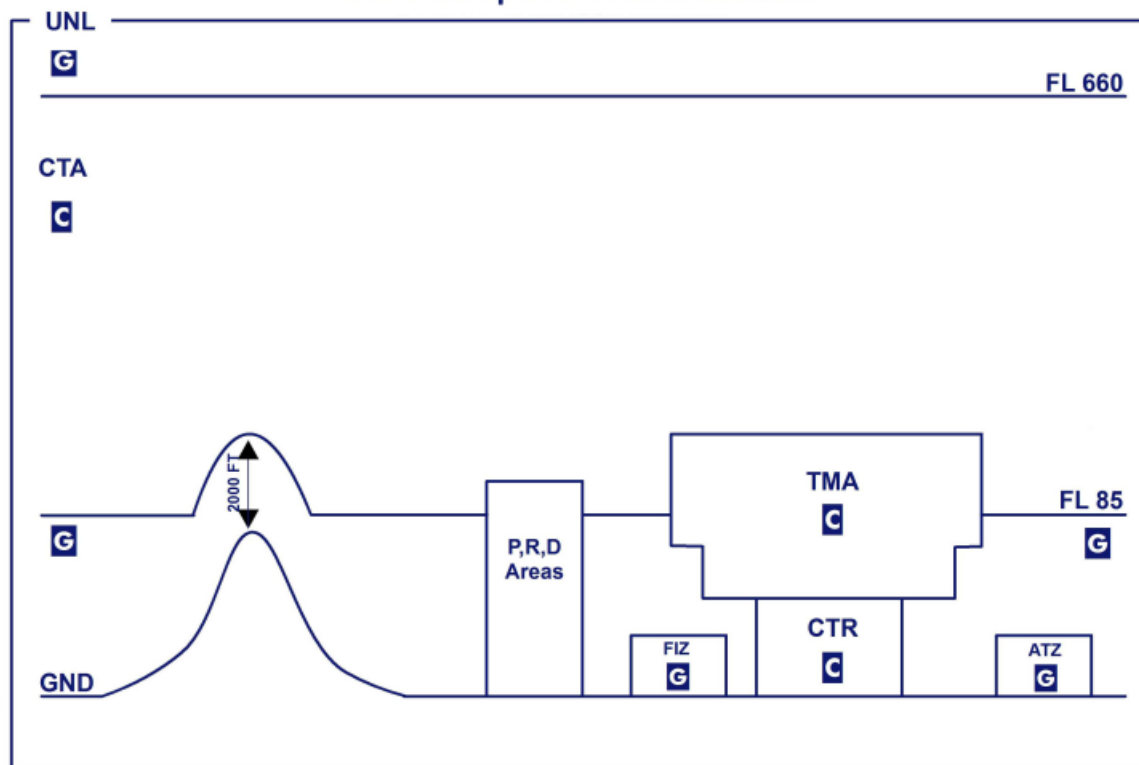 UNL
G
FL 660
CTA
C
2000 FT
TMA
C
FL 85
G
G
P,R,D
Areas
CTR
C
FIZ
G
ATZ
G
GND